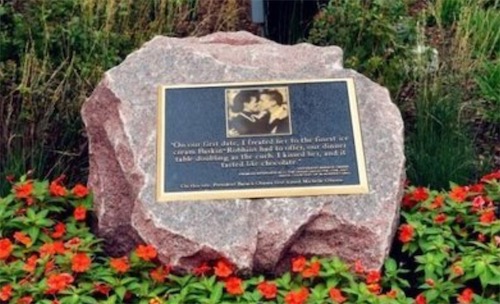 "On our first date, I treated her to the finest ice
cream Baskin-Robbins had to offer, our dinner
table doubling as the curb. I kissed her, and it
tasted like chocolate."
On this site, President Barack Obama first kissed Michelle Obama